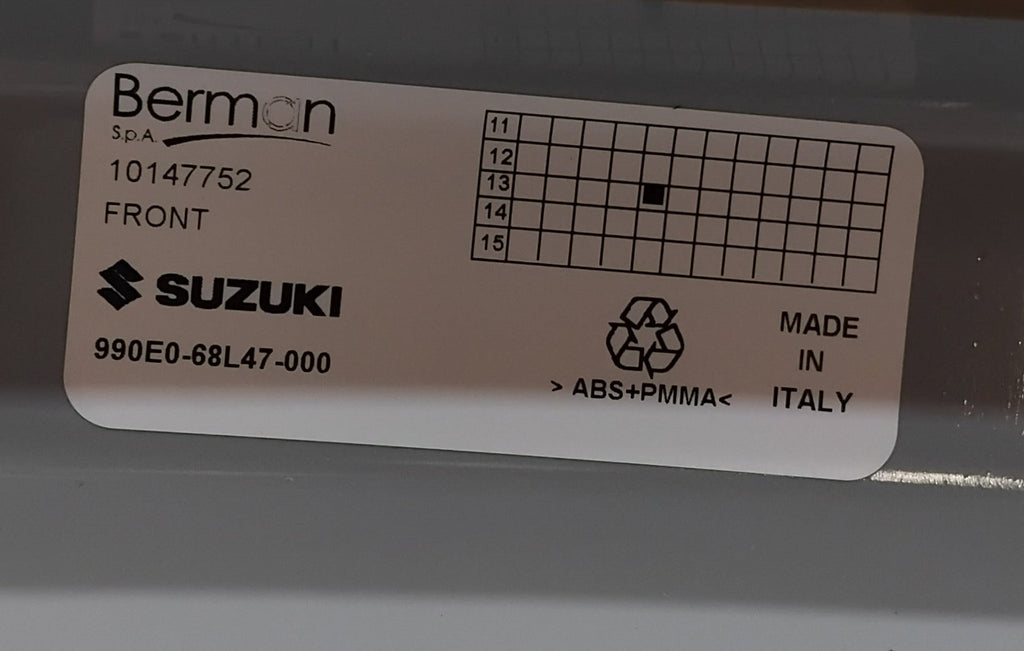 Berman
S.p.A.
10147752
FRONT
SUZUKI
990E0-68L47-000
11
12
13
14
15
> ABS+PMMA<
MADE
IN
ITALY